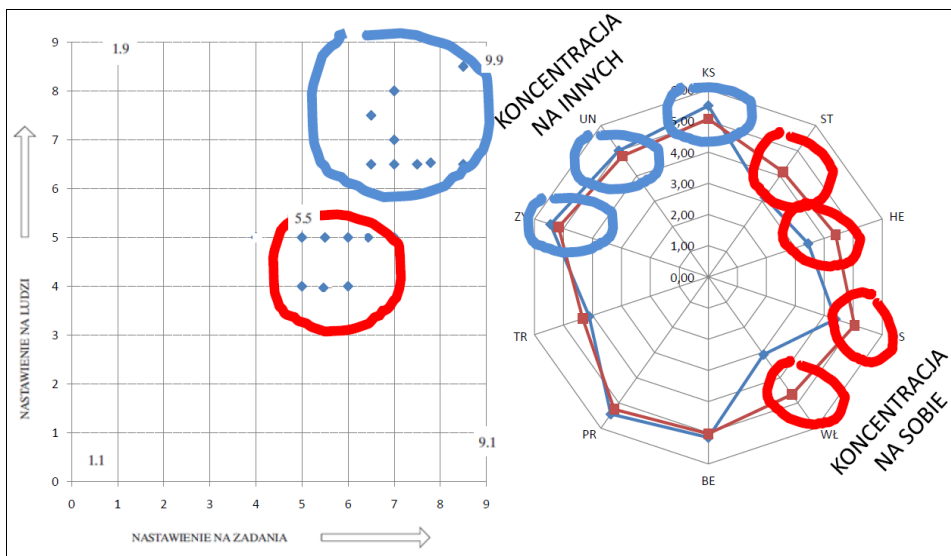 9
8
7
6
5
4
3
2
1
0
0 1 2 3 4 5 6 7 8 9
1.9
9.9
5.5
9.1
1.1
NASTAWIENIE NA LUDZI
NASTAWIENIE NA ZADANIA
KONCENTRACJA
NA INNYCH
KS
ST
HE
S
WŁ
BE
PR
TR
ZY
UN
5,00
4,00
3,00
2,00
1,00
0,00
KONCENTRACJA
NA SOBIE